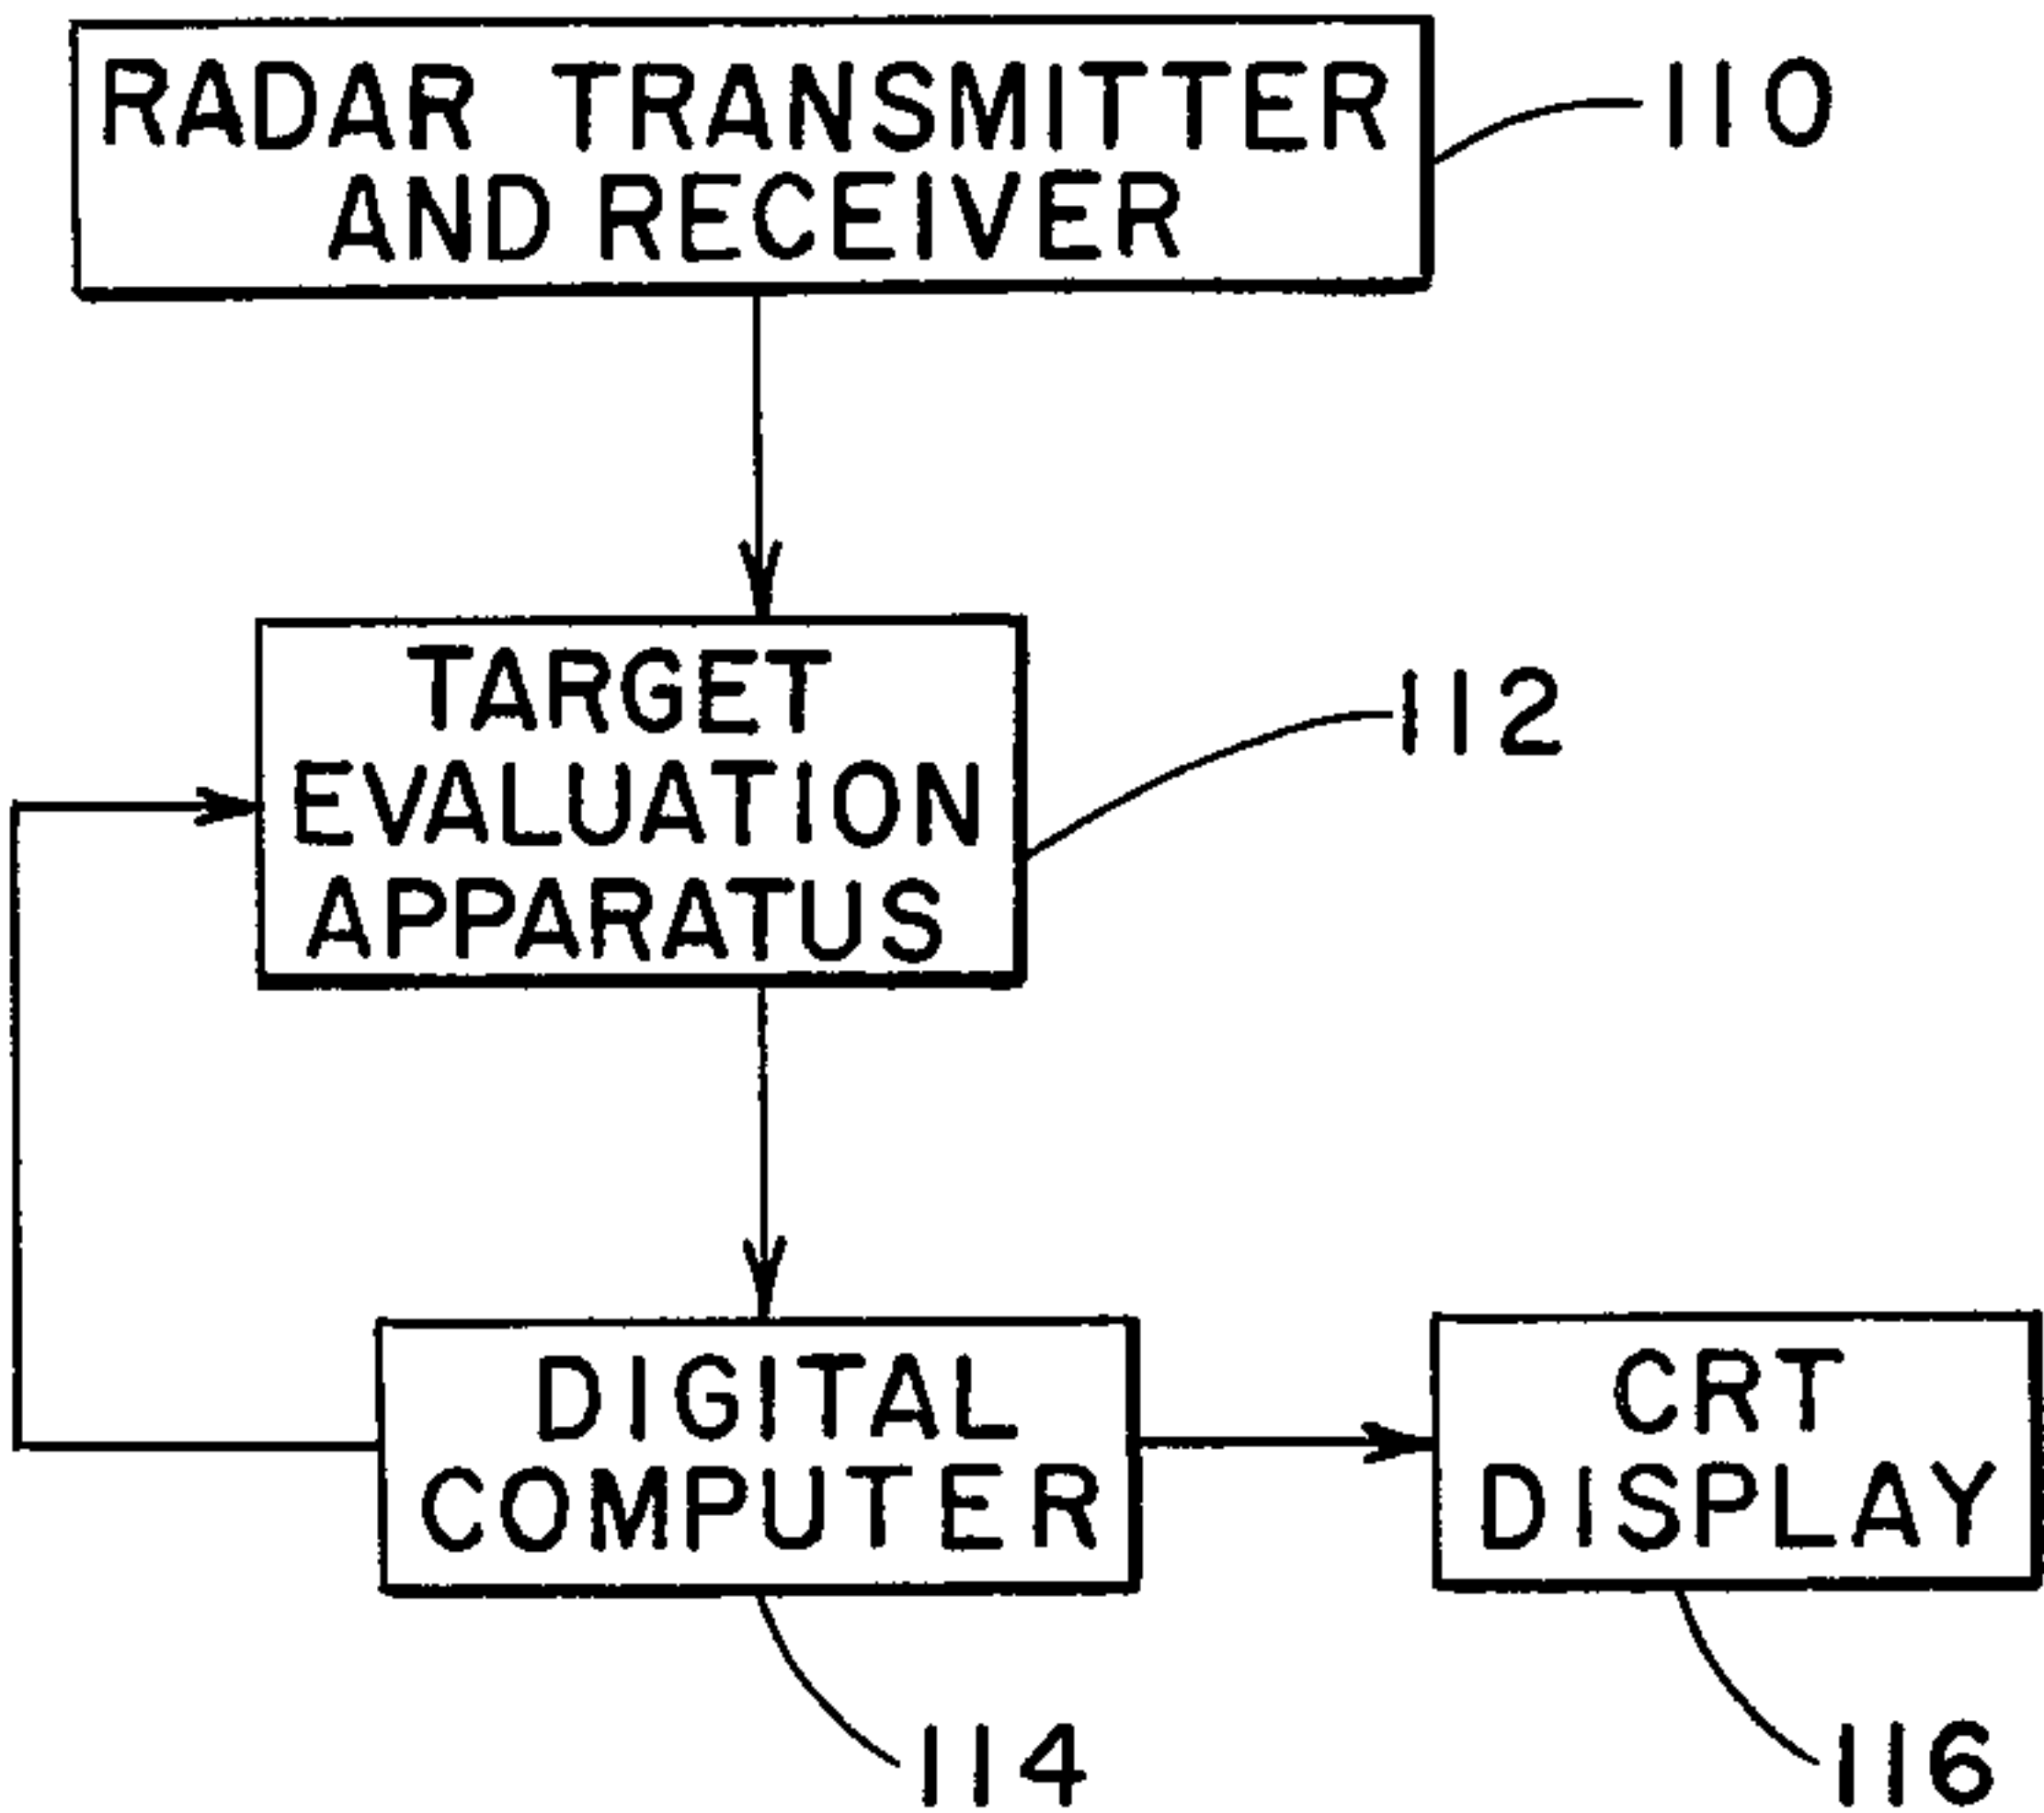 RADAR TRANSMITTER
AND RECEIVER
110
TARGET
EVALUATION
APPARATUS
112
DIGITAL
COMPUTER
114
CRT
DISPLAY
116